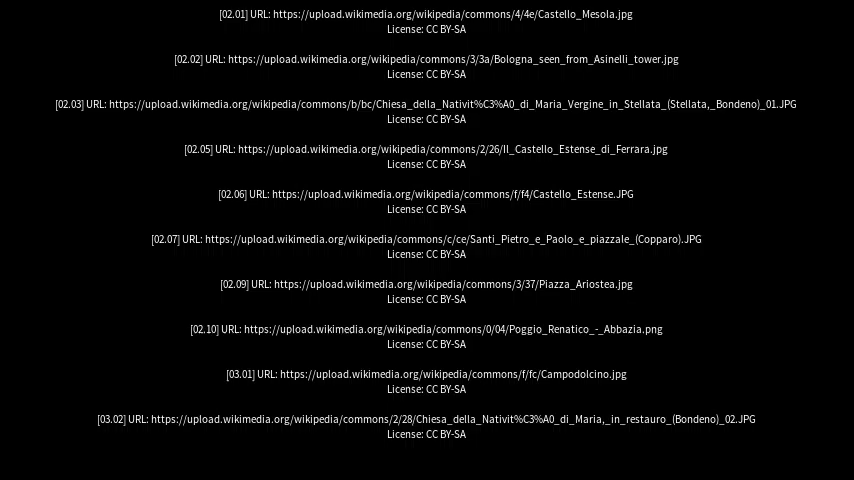 [02.01] URL: https://upload.wikimedia.org/wikipedia/commons/4/4e/Castello_Mesola.jpg
License: CC BY-SA
[02.02] URL: https://upload.wikimedia.org/wikipedia/commons/3/3a/Bologna_seen_from_Asinelli_tower.jpg
License: CC BY-SA
[02.03] URL: https://upload.wikimedia.org/wikipedia/commons/b/bc/Chiesa_della_Nativit%C3%A0_di_Maria_Vergine_in_Stellata_(Stellata,_Bondeno)_01.JPG
License: CC BY-SA
[02.05] URL: https://upload.wikimedia.org/wikipedia/commons/2/26/Il_Castello_Estense_di_Ferrara.jpg
License: CC BY-SA
[02.06] URL: https://upload.wikimedia.org/wikipedia/commons/f/f4/Castello_Estense.JPG
License: CC BY-SA
[02.07] URL: https://upload.wikimedia.org/wikipedia/commons/c/ce/Santi_Pietro_e_Paolo_e_piazzale_(Copparo).JPG
License: CC BY-SA
[02.09] URL: https://upload.wikimedia.org/wikipedia/commons/3/37/Piazza_Ariostea.jpg
License: CC BY-SA
[02.10] URL: https://upload.wikimedia.org/wikipedia/commons/0/04/Poggio_Renatico_-_Abbazia.png
License: CC BY-SA
[03.01] URL: https://upload.wikimedia.org/wikipedia/commons/f/fc/Campodolcino.jpg
License: CC BY-SA
[03.02] URL: https://upload.wikimedia.org/wikipedia/commons/2/28/Chiesa_della_Nativit%C3%A0_di_Maria,_in_restauro_(Bondeno)_02.JPG
License: CC BY-SA